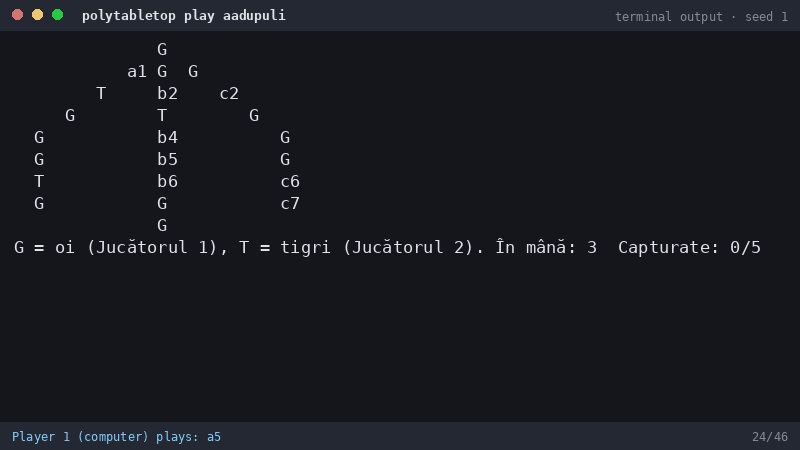 polytabletop play aadupuli
terminal output · seed 1
G
a1 G G
T b2 c2
G T G
G b4 G
G b5 G
T b6 c6
G G c7
G
G = oi (Jucătorul 1), T = tigri (Jucătorul 2). În mână: 3 Capturate: 0/5
Player 1 (computer) plays: a5
24/46